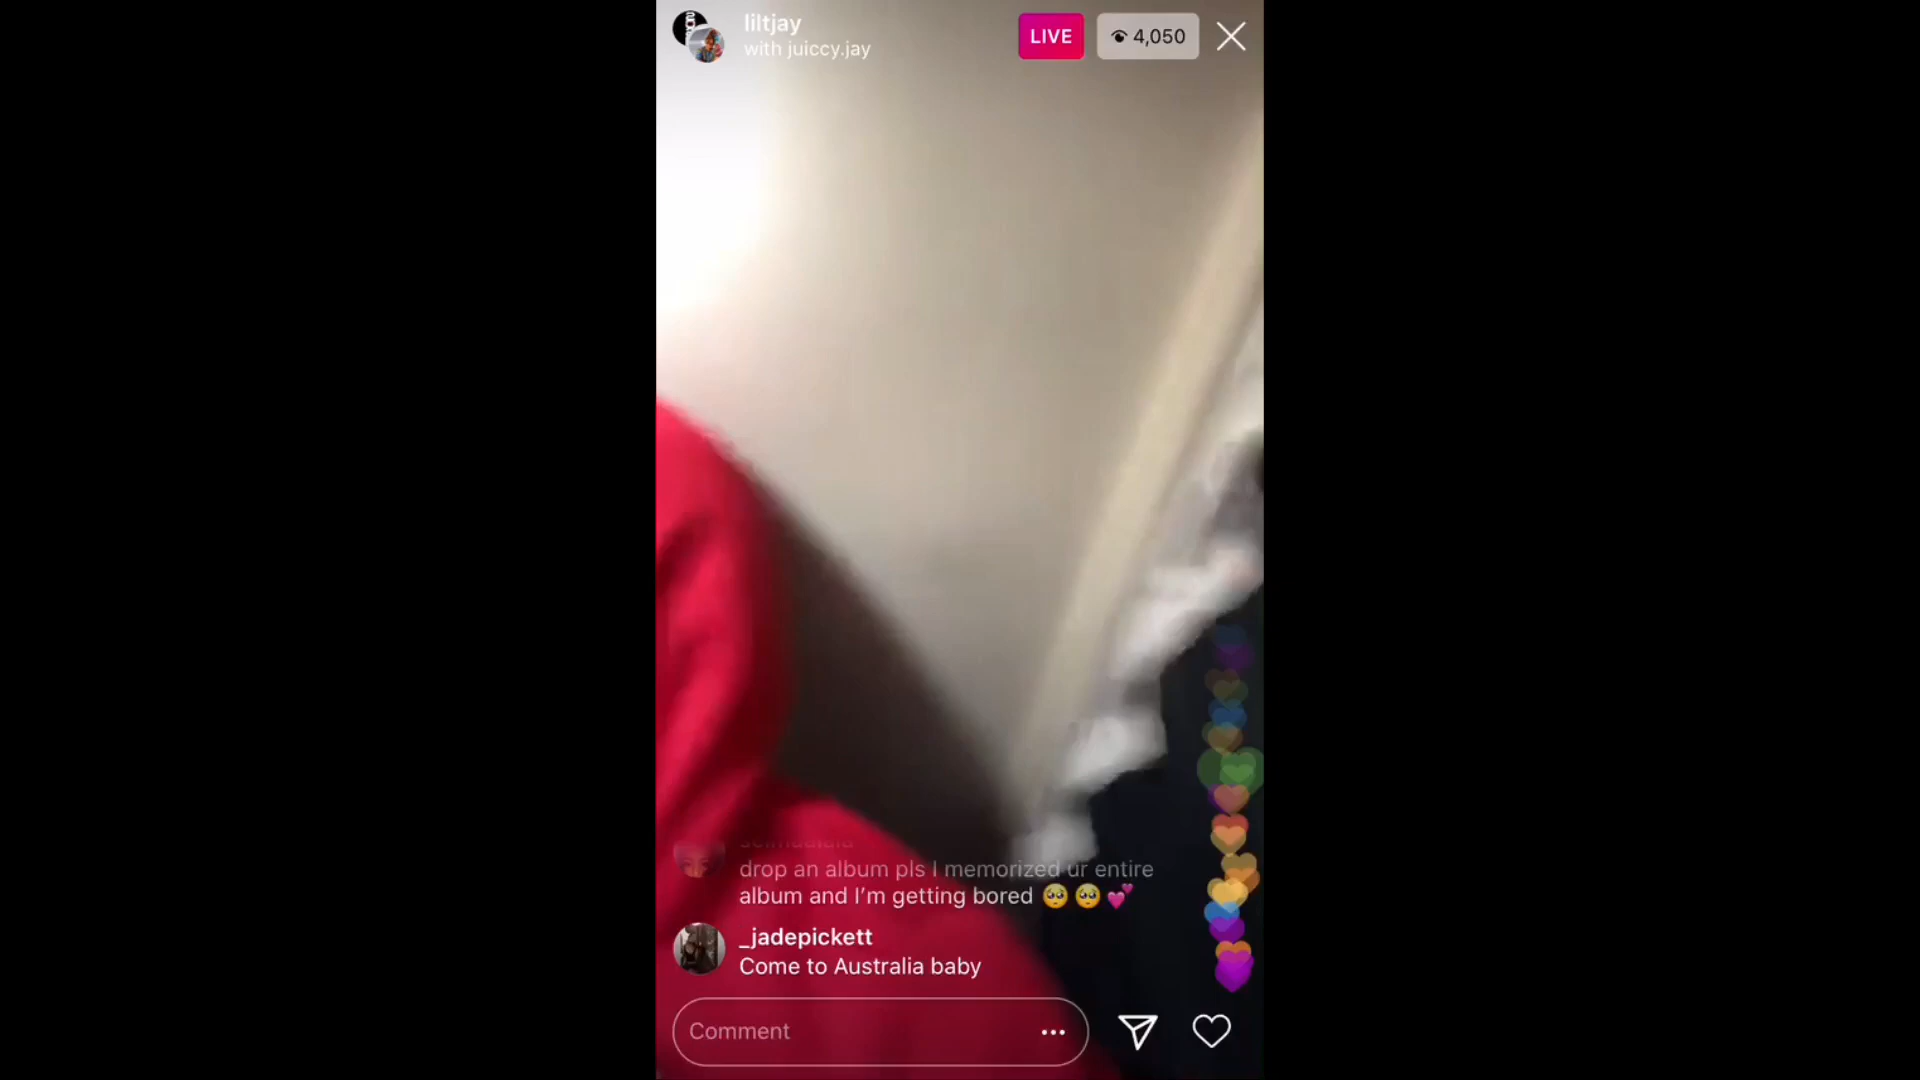 liltjay
with juiccy.jay
LIVE
4,050
drop an album pls I memorized ur entire
album and I'm getting bored 🥺 🥺 💕
_jadepickett
Come to Australia baby
Comment